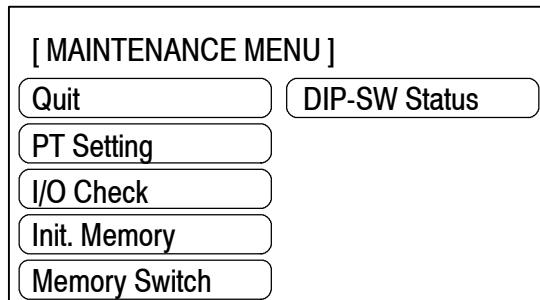 [ MAINTENANCE MENU ]
Quit
DIP-SW Status
PT Setting
I/O Check
Init. Memory
Memory Switch